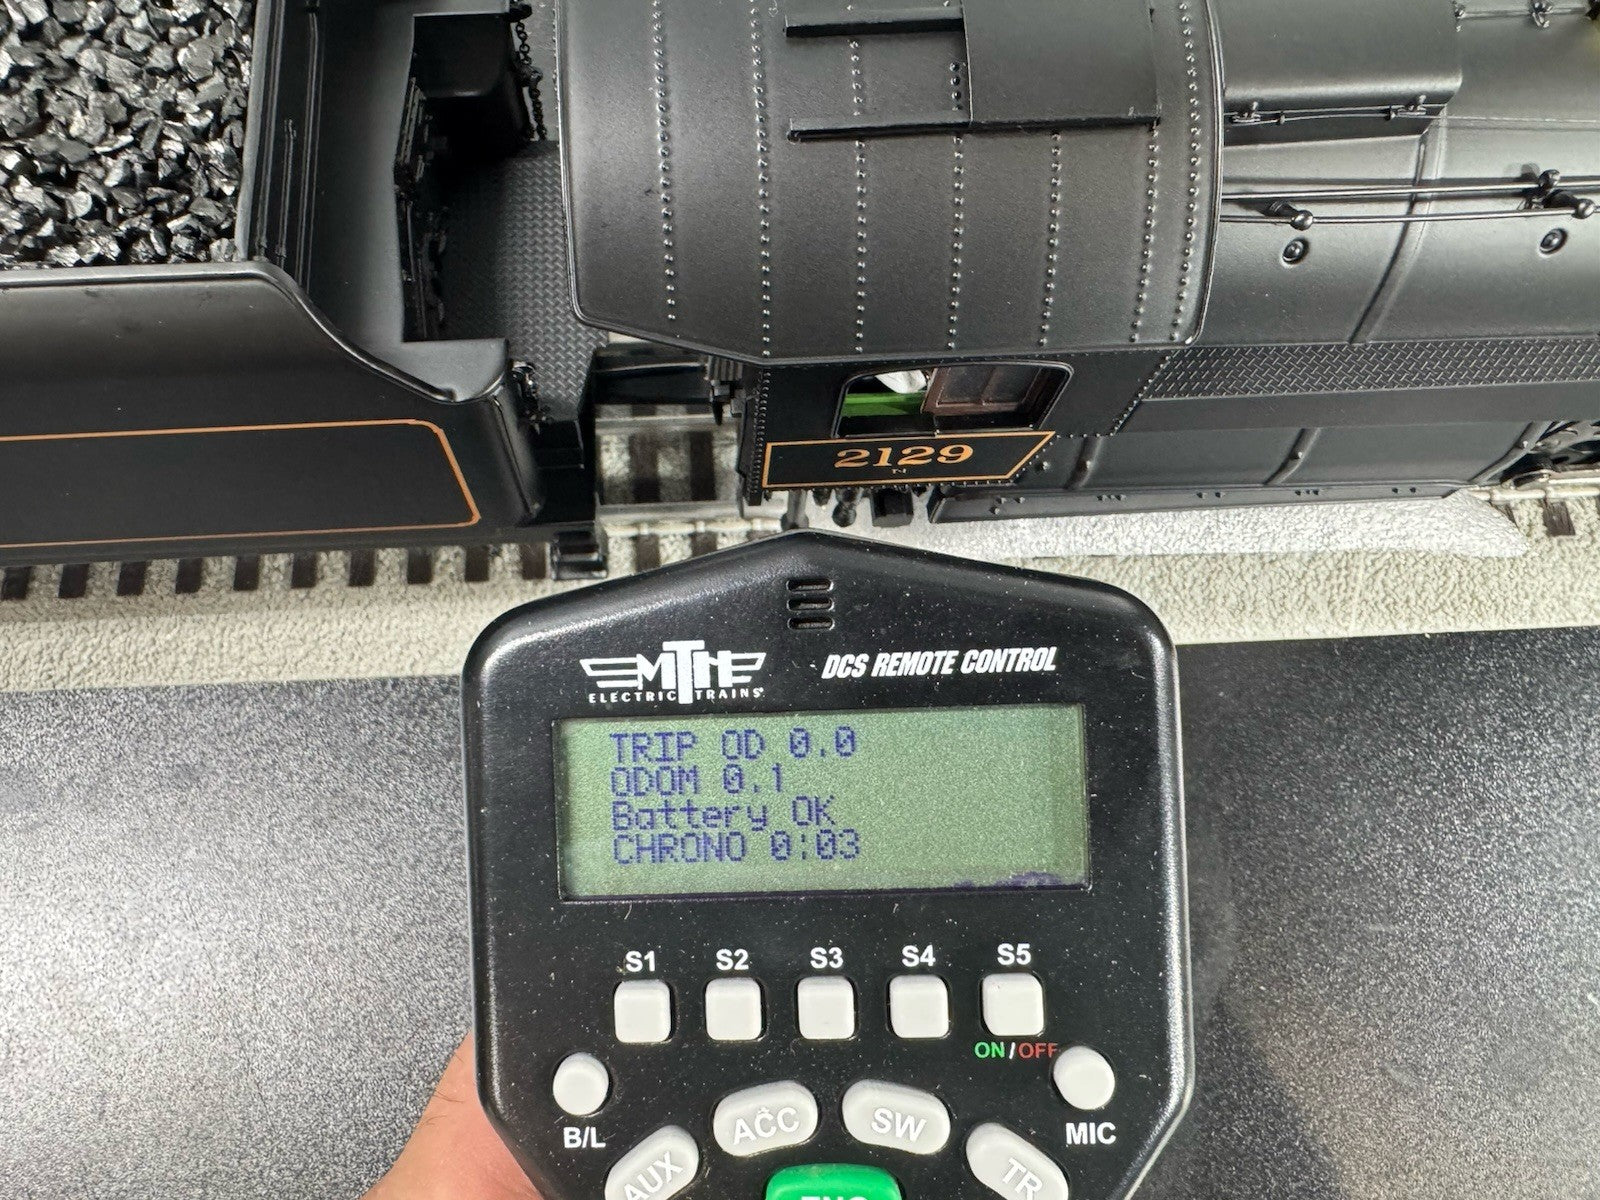 2129
N
MTH
ELECTRIC TRAINS
DCS REMOTE CONTROL
TRIP OD 0.0
ODOM 0.1
Battery OK
CHRONO 0:03
S1 S2 S3 S4 S5
ON/OFF
B/L ACC SW MIC
AUX TR
ENG